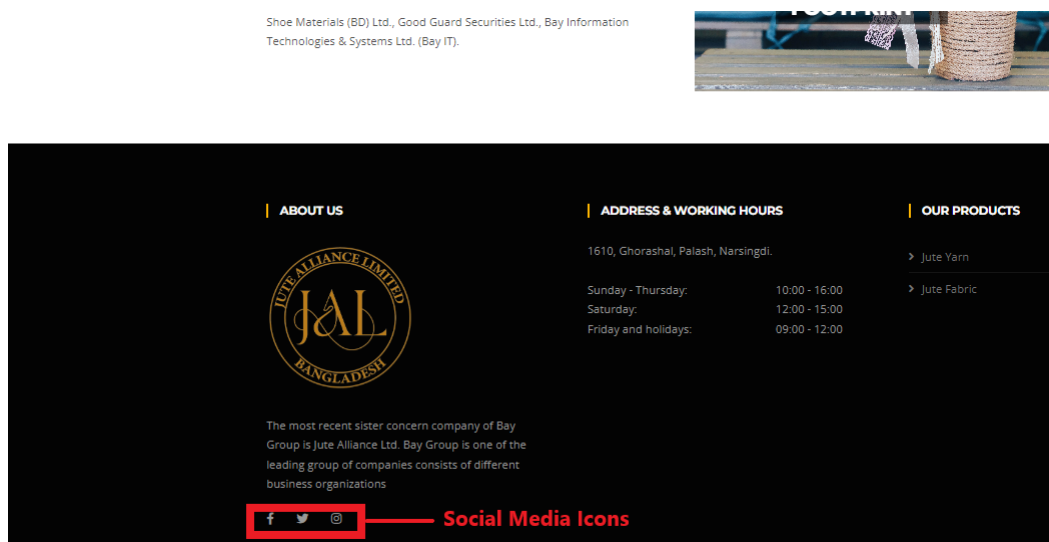 Shoe Materials (BD) Ltd., Good Guard Securities Ltd., Bay Information
Technologies & Systems Ltd. (Bay IT).
ABOUT US
JUTE ALLIANCE LIMITED
JAL
BANGLADESH
The most recent sister concern company of Bay
Group is Jute Alliance Ltd. Bay Group is one of the
leading group of companies consists of different
business organizations
Social Media Icons
ADDRESS & WORKING HOURS
1610, Ghorashal, Palash, Narsingdi.
Sunday - Thursday: 10:00 - 16:00
Saturday: 12:00 - 15:00
Friday and holidays: 09:00 - 12:00
OUR PRODUCTS
Jute Yarn
Jute Fabric